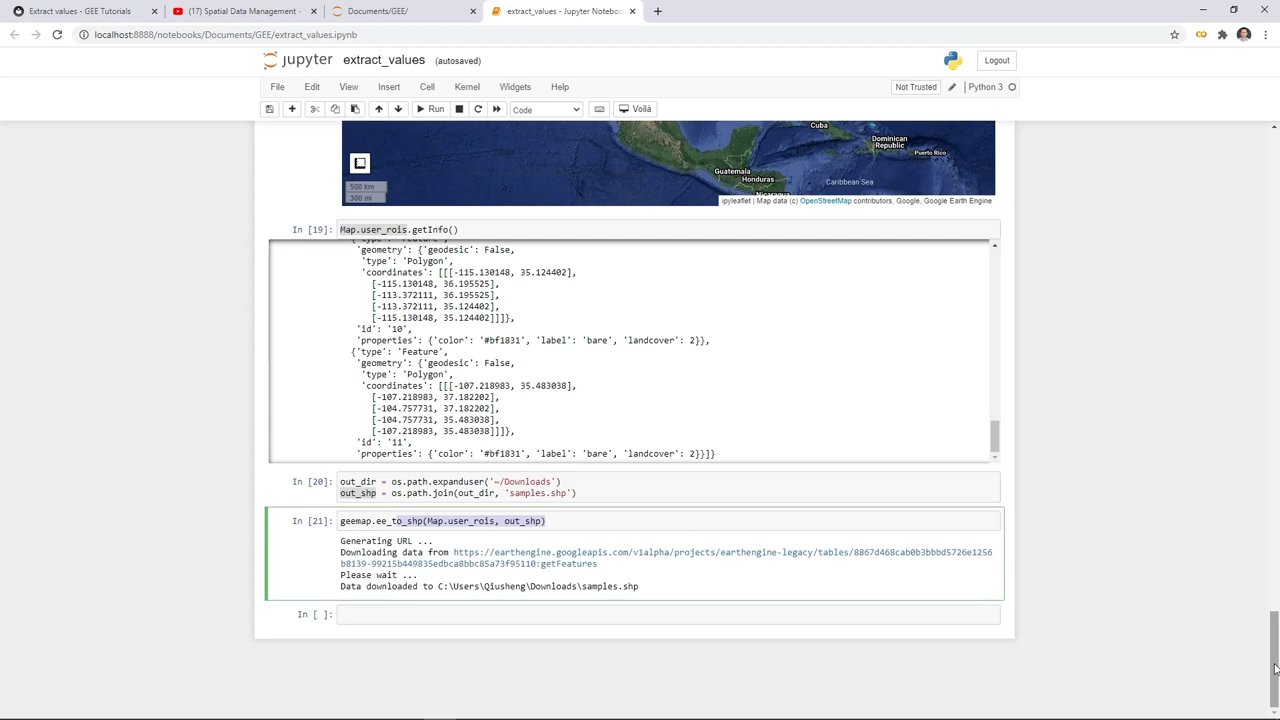 Extract values - GEE Tutorials
(17) Spatial Data Management -
Documents/GEE/
extract_values - Jupyter Notebo
localhost:8888/notebooks/Documents/GEE/extract_values.ipynb
jupyter extract_values (autosaved)
Logout
File Edit View Insert Cell Kernel Widgets Help
Not Trusted Python 3
Run Code Voilà
Cuba
Dominican
Republic
Puerto Rico
Guatemala
Honduras
Caribbean Sea
Nicaragua
500 km
300 mi
ipyleaflet | Map data (c) OpenStreetMap contributors, Google, Google Earth Engine
In [19]: Map.user_rois.getInfo()
{'type': 'Feature',
'geometry': {'geodesic': False,
'type': 'Polygon',
'coordinates': [[[-115.130148, 35.124402],
[-115.130148, 36.195525],
[-113.372111, 36.195525],
[-113.372111, 35.124402],
[-115.130148, 35.124402]]]},
'id': '10',
'properties': {'color': '#bf1831', 'label': 'bare', 'landcover': 2}},
{'type': 'Feature',
'geometry': {'geodesic': False,
'type': 'Polygon',
'coordinates': [[[-107.218983, 35.483038],
[-107.218983, 37.182202],
[-104.757731, 37.182202],
[-104.757731, 35.483038],
[-107.218983, 35.483038]]]},
'id': '11',
'properties': {'color': '#bf1831', 'label': 'bare', 'landcover': 2}}]}
In [20]: out_dir = os.path.expanduser('~/Downloads')
out_shp = os.path.join(out_dir, 'samples.shp')
In [21]: geemap.ee_to_shp(Map.user_rois, out_shp)
Generating URL ...
Downloading data from https://earthengine.googleapis.com/v1alpha/projects/earthengine-legacy/tables/8867d468cab0b3bbbd5726e1256
b8139-99215b449835edbca8bbc85a73f95110:getFeatures
Please wait ...
Data downloaded to C:\Users\Qiusheng\Downloads\samples.shp
In [ ]: